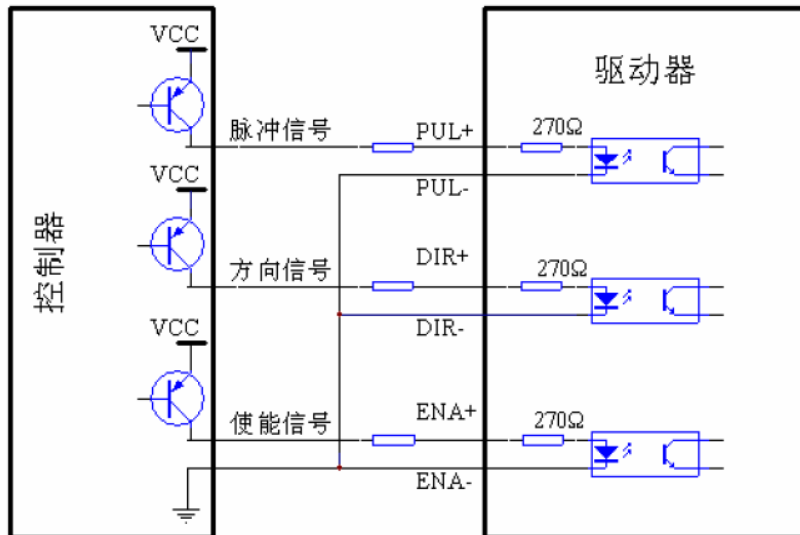 VCC
驱动器
脉冲信号
PUL+
270Ω
PUL-
VCC
控制器
方向信号
DIR+
270Ω
DIR-
VCC
使能信号
ENA+
270Ω
ENA-